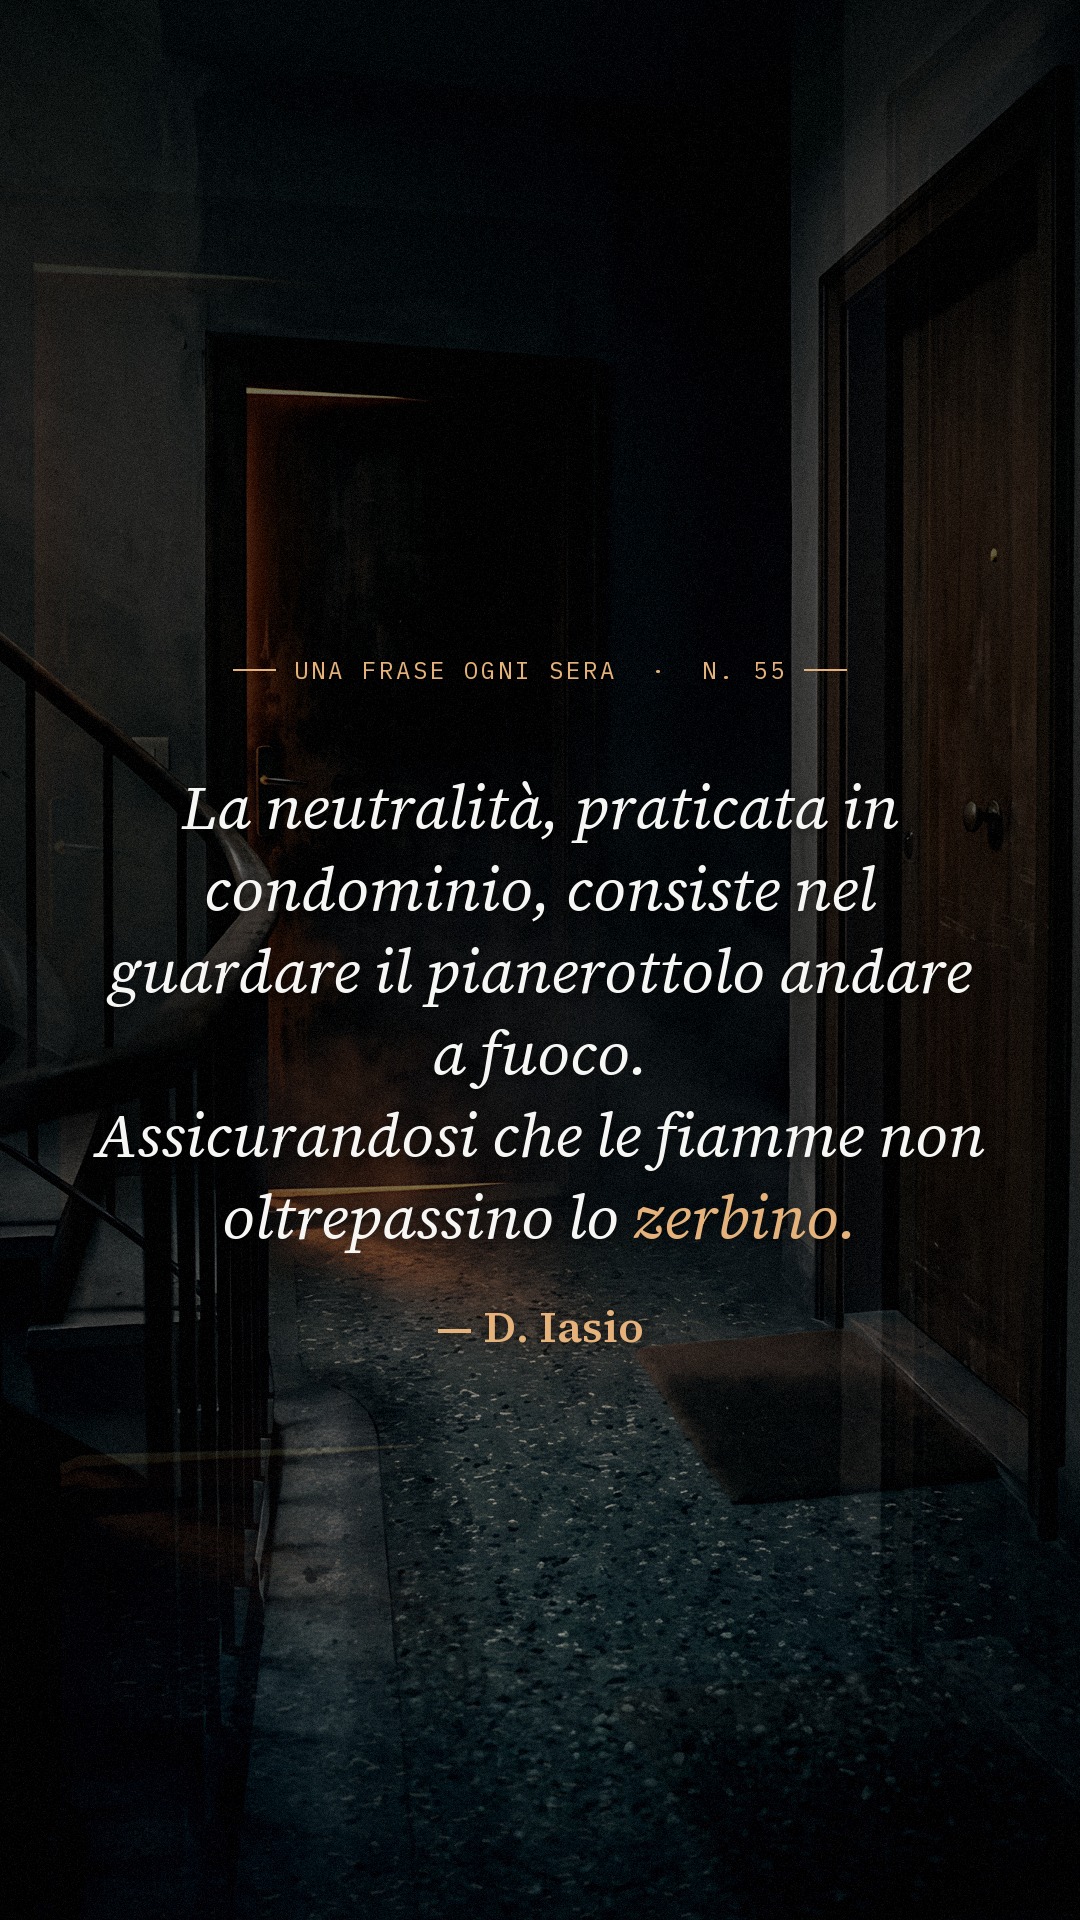 UNA FRASE OGNI SERA · N. 55
La neutralità, praticata in
condominio, consiste nel
guardare il pianerottolo andare
a fuoco.
Assicurandosi che le fiamme non
oltrepassino lo zerbino.
— D. Iasio